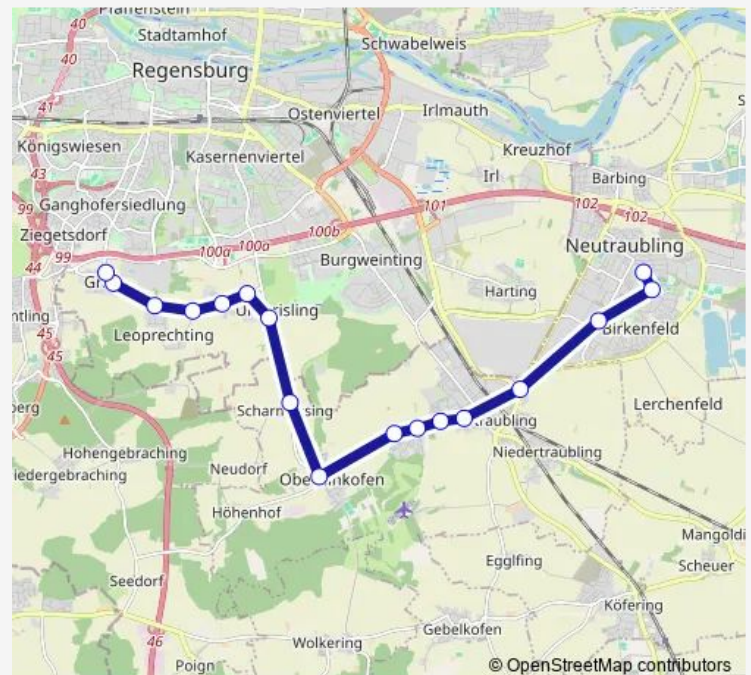 Pfaffenstein
40
Stadtamhof
Schwabelweis
40
Regensburg
Ostenviertel
Irlmauth
41
Königswiesen
Kasernenviertel
Kreuzhof
43
Irl
Barbing
99
Ganghofersiedlung
101
102
102
Ziegetsdorf
100a
100a
100b
Neutraubling
99
44
Burgweinting
Harting
Leoprechting
Birkenfeld
45
45
Lerchenfeld
Hohengebraching
Niedertraubling
Neudorf
Höhenhof
Mangoldi
Egglfing
Scheuer
Seedorf
Köfering
46
Gebelkofen
Wolkering
Poign
© OpenStreetMap contributors